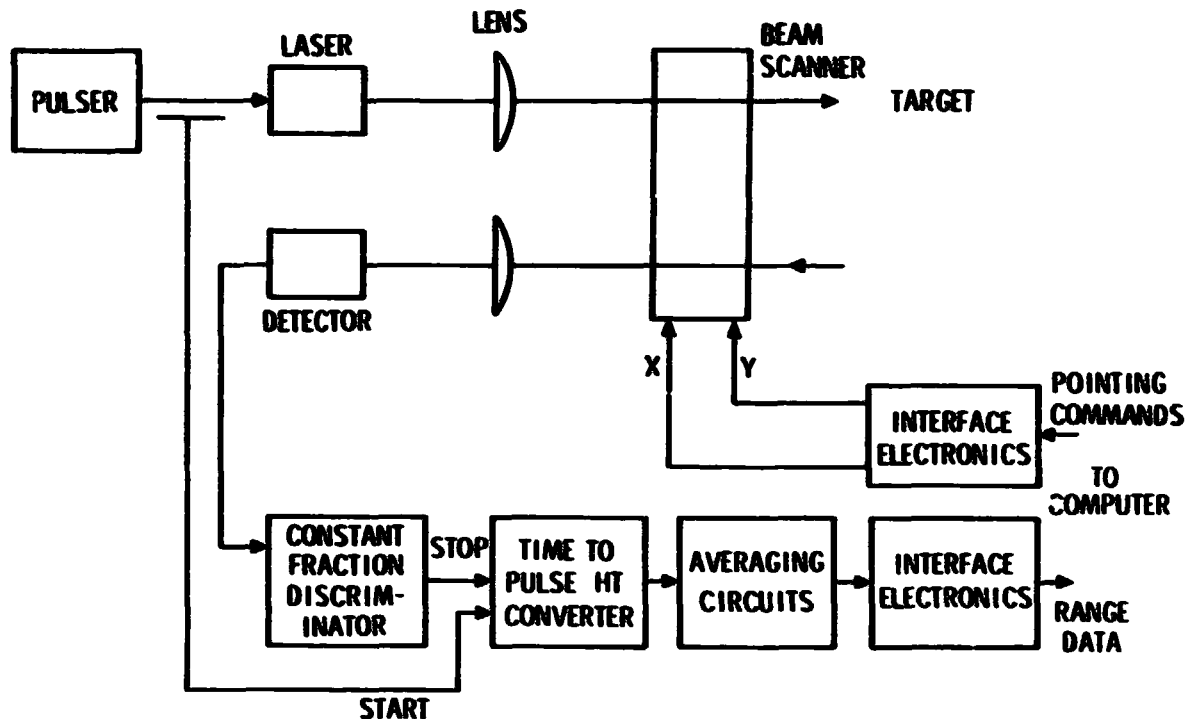 PULSER
LASER
LENS
BEAM
SCANNER
TARGET
DETECTOR
X
Y
INTERFACE
ELECTRONICS
POINTING
COMMANDS
TO
COMPUTER
CONSTANT
FRACTION
DISCRIM-
INATOR
STOP
TIME TO
PULSE HT
CONVERTER
AVERAGING
CIRCUITS
INTERFACE
ELECTRONICS
RANGE
DATA
START